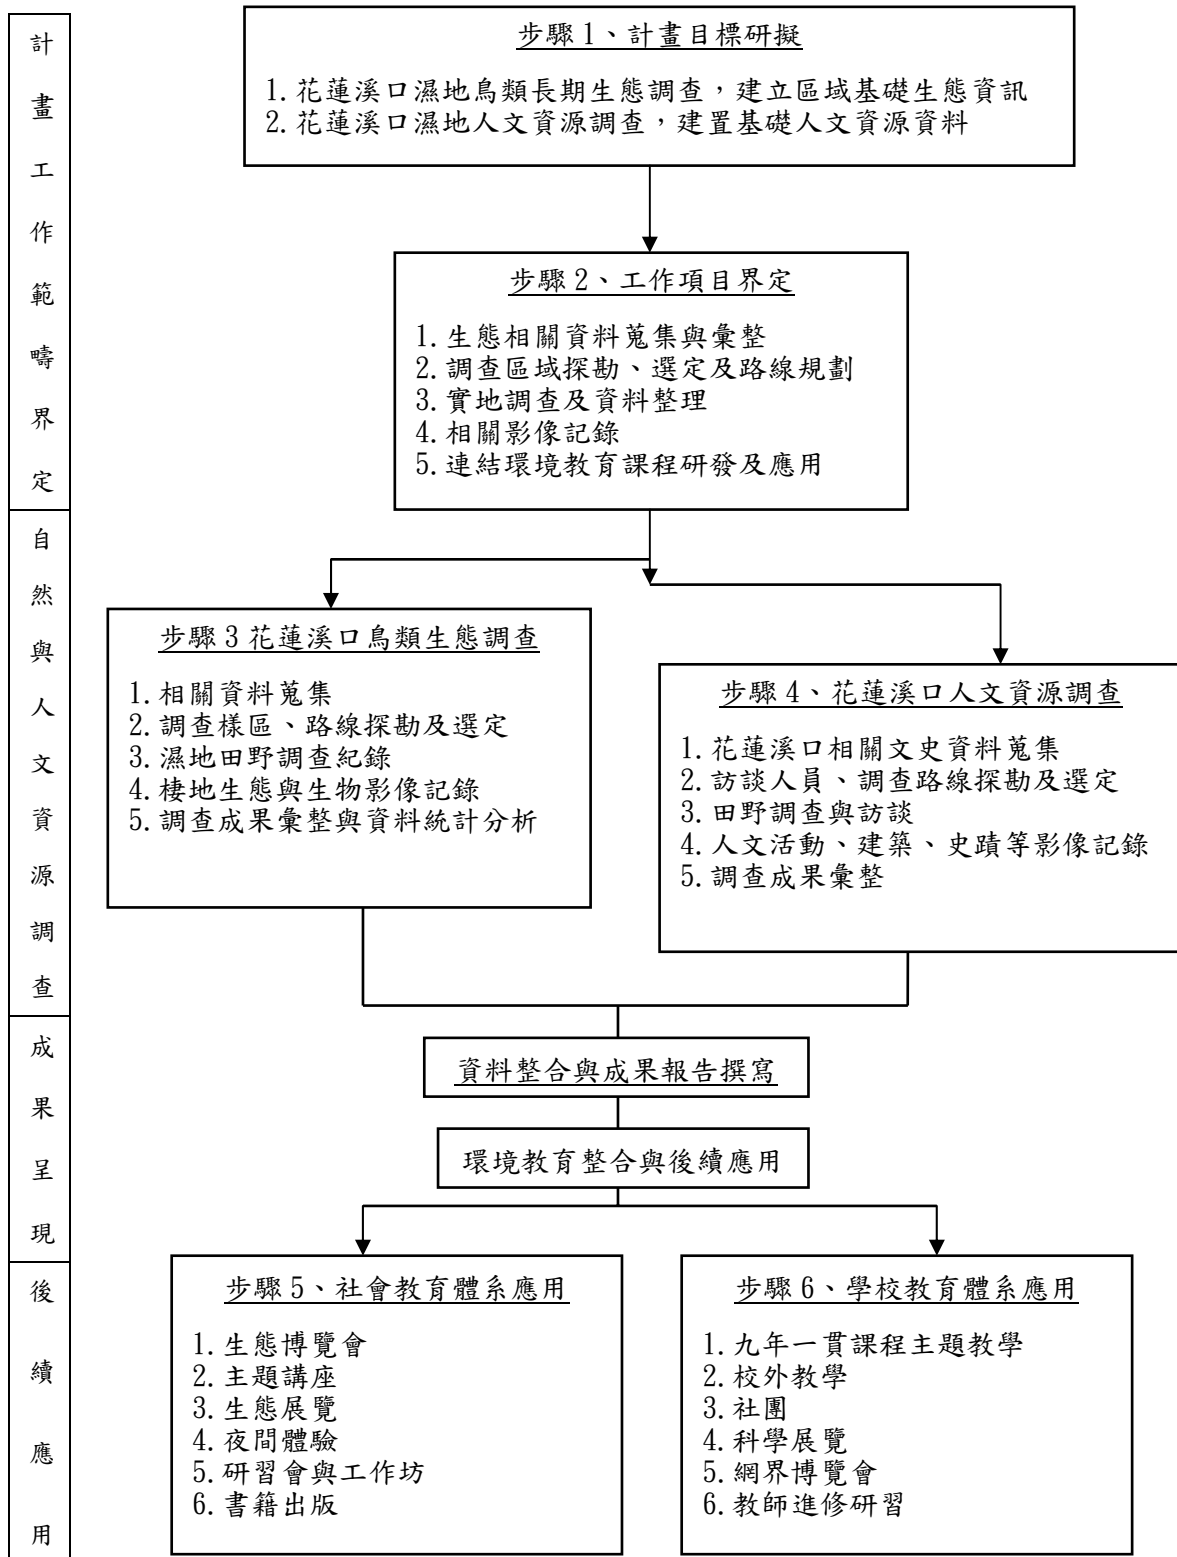 計畫工作範疇界定
步驟1、計畫目標研擬
1.花蓮溪口濕地鳥類長期生態調查，建立區域基礎生態資訊
2.花蓮溪口濕地人文資源調查，建置基礎人文資源資料
步驟2、工作項目界定
1.生態相關資料蒐集與彙整
2.調查區域探勘、選定及路線規劃
3.實地調查及資料整理
4.相關影像記錄
5.連結環境教育課程研發及應用
自然與人文資源調查
步驟3花蓮溪口鳥類生態調查
1.相關資料蒐集
2.調查樣區、路線探勘及選定
3.濕地田野調查紀錄
4.棲地生態與生物影像記錄
5.調查成果彙整與資料統計分析
步驟4、花蓮溪口人文資源調查
1.花蓮溪口相關文史資料蒐集
2.訪談人員、調查路線探勘及選定
3.田野調查與訪談
4.人文活動、建築、史蹟等影像記錄
5.調查成果彙整
成果呈現
資料整合與成果報告撰寫
環境教育整合與後續應用
後續應用
步驟5、社會教育體系應用
1.生態博覽會
2.主題講座
3.生態展覽
4.夜間體驗
5.研習會與工作坊
6.書籍出版
步驟6、學校教育體系應用
1.九年一貫課程主題教學
2.校外教學
3.社團
4.科學展覽
5.網界博覽會
6.教師進修研習